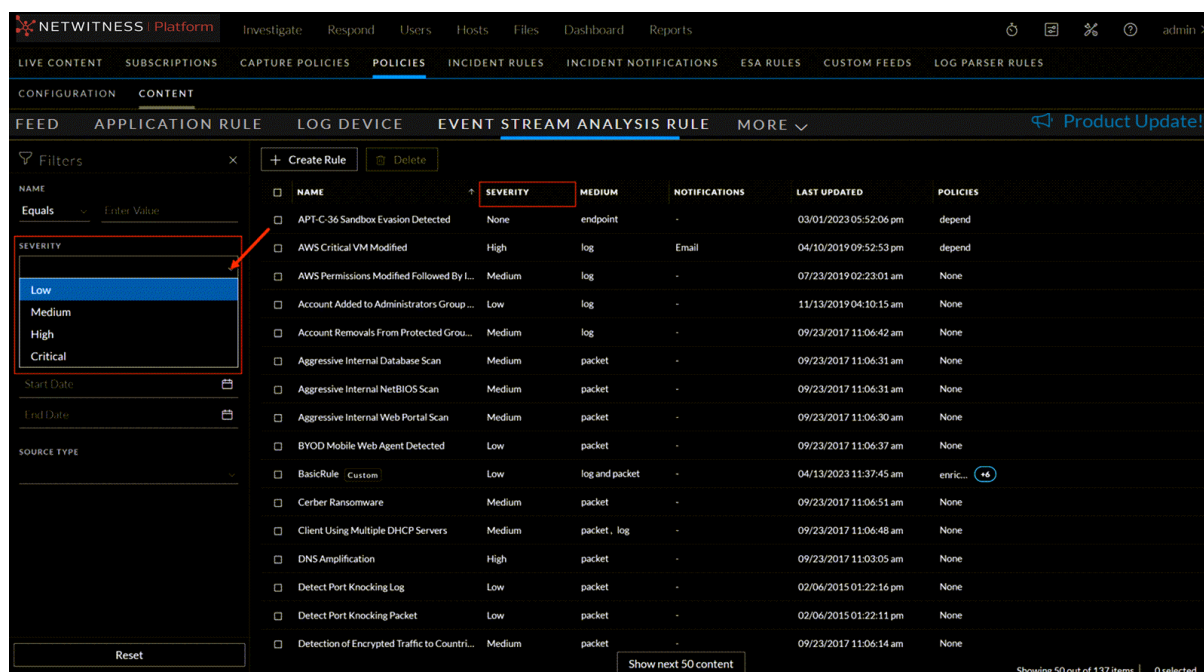 NETWITNESS | Platform Investigate Respond Users Hosts Files Dashboard Reports admin
LIVE CONTENT SUBSCRIPTIONS CAPTURE POLICIES POLICIES INCIDENT RULES INCIDENT NOTIFICATIONS ESA RULES CUSTOM FEEDS LOG PARSER RULES
CONFIGURATION CONTENT
FEED APPLICATION RULE LOG DEVICE EVENT STREAM ANALYSIS RULE MORE Product Update!
Filters
NAME
Equals Enter Value
SEVERITY
Low
Medium
High
Critical
Start Date
End Date
SOURCE TYPE
Reset
+ Create Rule Delete
NAME SEVERITY MEDIUM NOTIFICATIONS LAST UPDATED POLICIES
APT-C-36 Sandbox Evasion Detected None endpoint - 03/01/2023 05:52:06 pm depend
AWS Critical VM Modified High log Email 04/10/2019 09:52:53 pm depend
AWS Permissions Modified Followed By I... Medium log - 07/23/2019 02:23:01 am None
Account Added to Administrators Group ... Low log - 11/13/2019 04:10:15 am None
Account Removals From Protected Grou... Medium log - 09/23/2017 11:06:42 am None
Aggressive Internal Database Scan Medium packet - 09/23/2017 11:06:31 am None
Aggressive Internal NetBIOS Scan Medium packet - 09/23/2017 11:06:31 am None
Aggressive Internal Web Portal Scan Medium packet - 09/23/2017 11:06:30 am None
BYOD Mobile Web Agent Detected Low packet - 09/23/2017 11:06:37 am None
BasicRule Custom Low log and packet - 04/13/2023 11:37:45 am enric... +6
Cerber Ransomware Medium packet - 09/23/2017 11:06:51 am None
Client Using Multiple DHCP Servers Medium packet , log - 09/23/2017 11:06:48 am None
DNS Amplification High packet - 09/23/2017 11:03:05 am None
Detect Port Knocking Log Low packet - 02/06/2015 01:22:16 pm None
Detect Port Knocking Packet Low packet - 02/06/2015 01:22:11 pm None
Detection of Encrypted Traffic to Countri... Medium packet - 09/23/2017 11:06:14 am None
Show next 50 content
Showing 50 out of 137 items | 0 selected